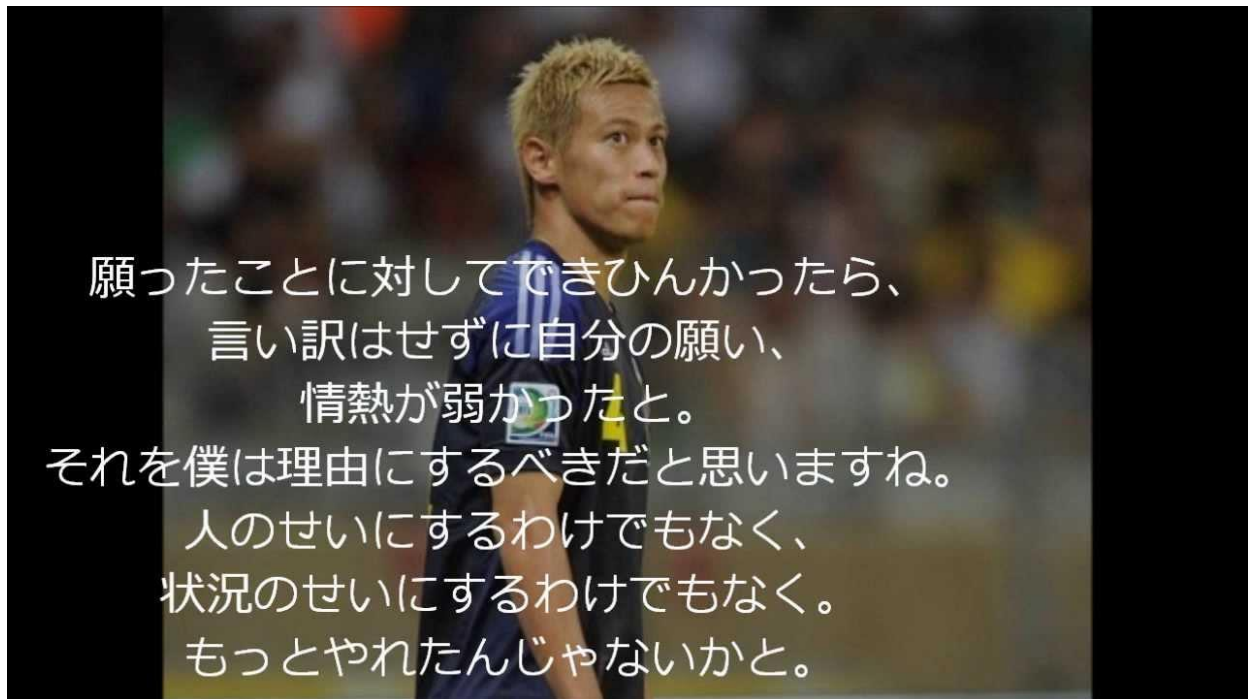 願ったことに対してできひんかったら、
言い訳はせずに自分の願い、
情熱が弱かったと。
それを僕は理由にするべきだと思いますね。
人のせいにするわけでもなく、
状況のせいにするわけでもなく。
もっとやれたんじゃないかと。